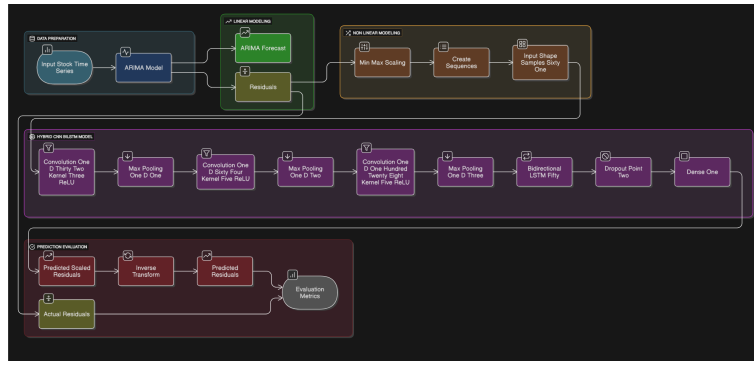 DATA PREPARATION
Input Stock Time
Series
ARIMA Model
LINEAR MODELING
ARIMA Forecast
Residuals
NON LINEAR MODELING
Min Max Scaling
Create
Sequences
Input Shape
Samples Sixty
One
HYBRID CNN BILSTM MODEL
Convolution One
D Thirty Two
Kernel Three
ReLU
Max Pooling
One D One
Convolution One
D Sixty Four
Kernel Five ReLU
Max Pooling
One D Two
Convolution One
D One Hundred
Twenty Eight
Kernel Five ReLU
Max Pooling
One D Three
Bidirectional
LSTM Fifty
Dropout Point
Two
Dense One
PREDICTION EVALUATION
Predicted Scaled
Residuals
Inverse
Transform
Predicted
Residuals
Evaluation
Metrics
Actual Residuals